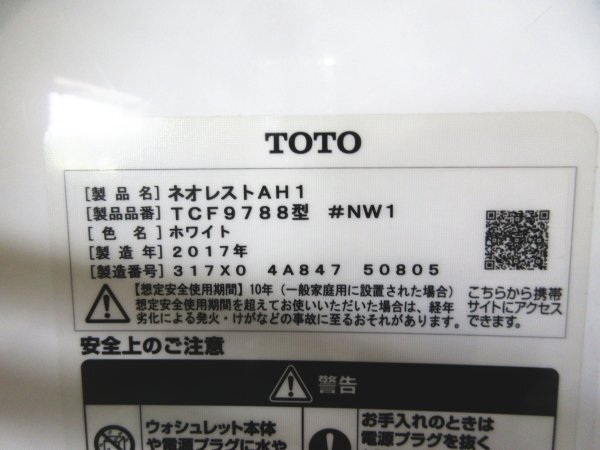 TOTO
[製品名] ネオレストAH1
[製品品番] TCF9788型 #NW1
[色名] ホワイト
[製造年] 2017年
[製造番号] 317X0 4A847 50805
【想定安全使用期間】10年(一般家庭用に設置された場合)
想定安全使用期間を超えてお使いいただいた場合は、経年
劣化による発火・けがなどの事故に至るおそれがあります。
こちらから携帯
サイトにアクセス
できます。
安全上のご注意
警告
ウォシュレット本体
や電源プラグに水や
お手入れのときは
電源プラグを抜く